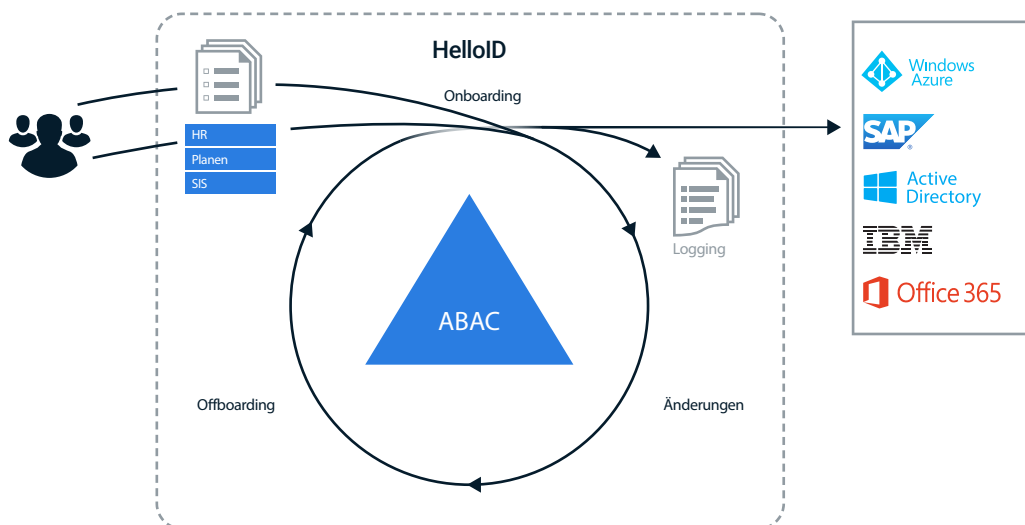 HelloID
Onboarding
HR
Planen
SIS
Logging
ABAC
Offboarding
Änderungen
Windows
Azure
SAP
®
Active
Directory
IBM
Office 365